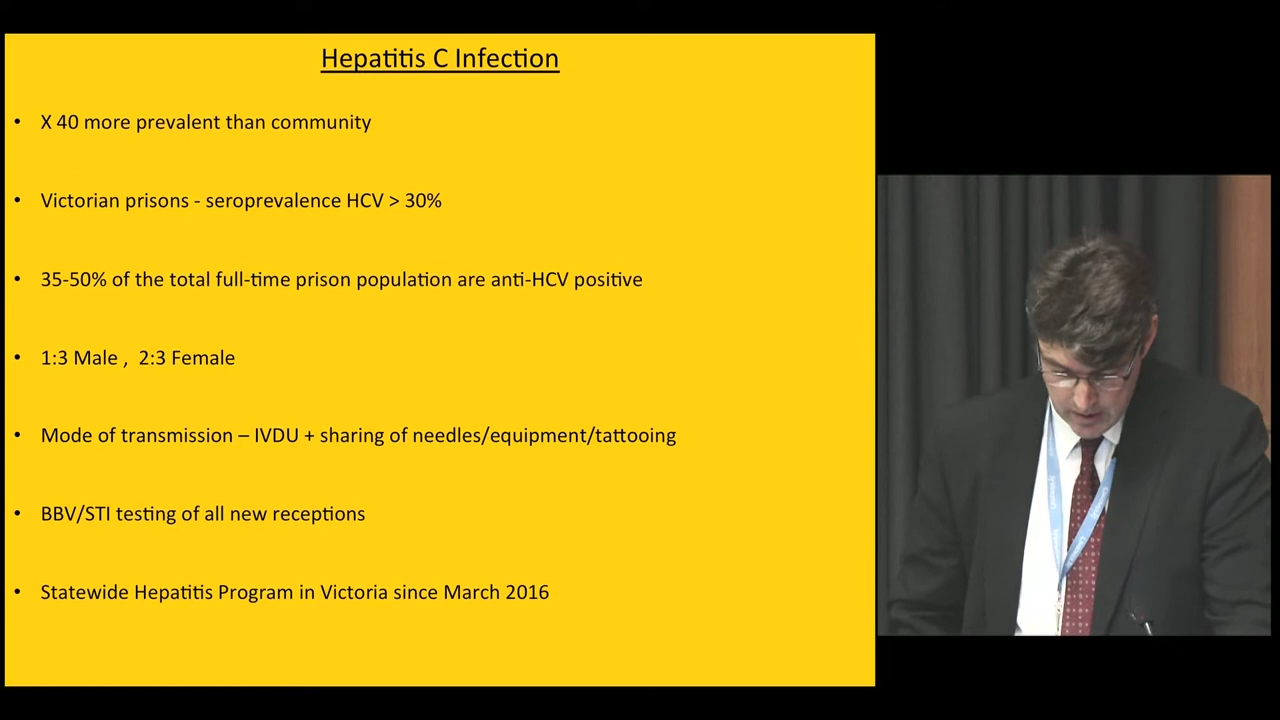 Hepatitis C Infection
• X 40 more prevalent than community
• Victorian prisons - seroprevalence HCV > 30%
• 35-50% of the total full-time prison population are anti-HCV positive
• 1:3 Male , 2:3 Female
• Mode of transmission – IVDU + sharing of needles/equipment/tattooing
• BBV/STI testing of all new receptions
• Statewide Hepatitis Program in Victoria since March 2016